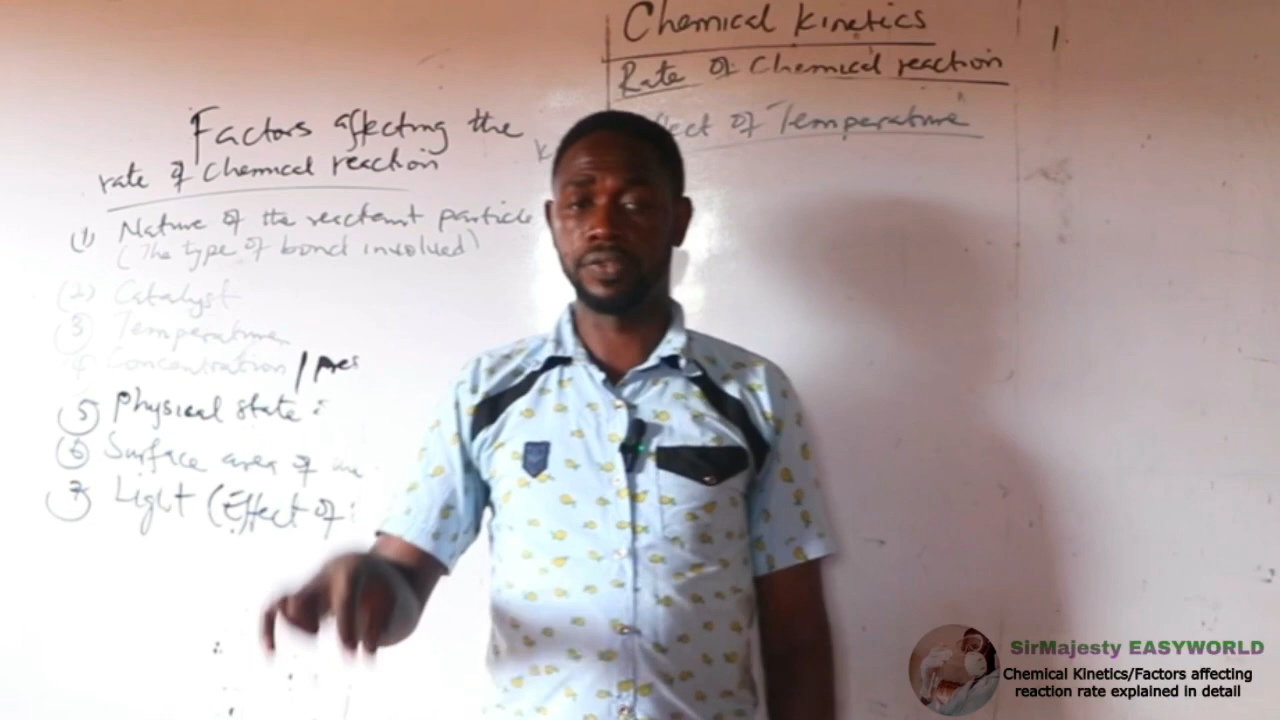 Chemical Kinetics
Rate of Chemical reaction
ect of Temperature
Factors affecting the
rate of Chemical reaction
(1) Nature of the reactant particle
(The type of bond involved)
(2) Catalyst
(3) Temperature
4) Concentration / Pres
(5) Physical state
(6) Surface area of
(7) Light (Effect of
SirMajesty EASYWORLD
Chemical Kinetics/Factors affecting
reaction rate explained in detail